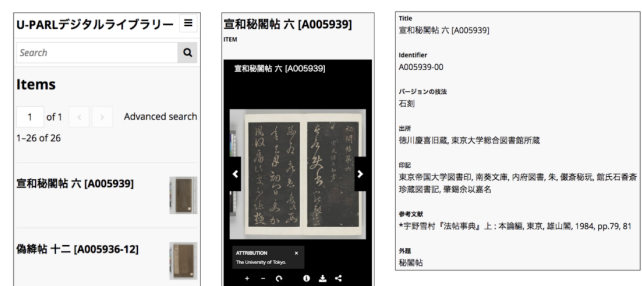 U-PARLデジタルライブラリー
Search
Items
1 of 1 Advanced search
1–26 of 26
宣和秘閣帖 六 [A005939]
偽絳帖 十二 [A005936-12]
宣和秘閣帖 六 [A005939]
ITEM
宣和秘閣帖 六 [A005939]
ATTRIBUTION
The University of Tokyo.
Title
宣和秘閣帖 六 [A005939]
Identifier
A005939-00
バージョンの技法
石刻
出所
徳川慶喜旧蔵, 東京大学総合図書館所蔵
印記
東京帝国大学図書印, 南葵文庫, 内府図書, 朱, 儼斎秘玩, 館氏石香斎
珍蔵図書記, 肇錫余以嘉名
参考文献
*宇野雪村『法帖事典』上 : 本論編, 東京, 雄山閣, 1984, pp.79, 81
外題
秘閣帖